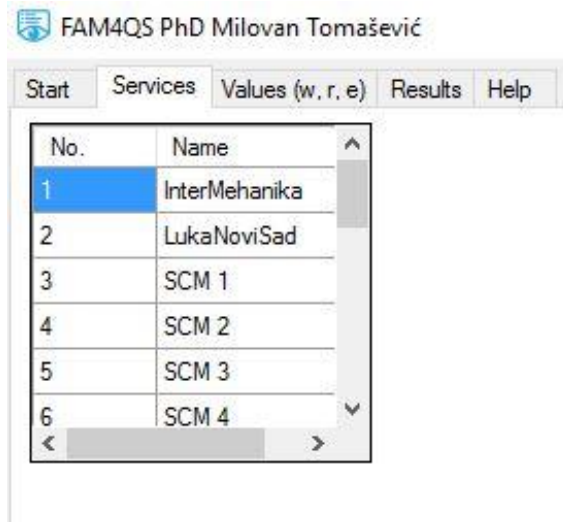 FAM4QS PhD Milovan Tomašević
Start Services Values (w, r, e) Results Help
No. Name
1 InterMehanika
2 LukaNoviSad
3 SCM 1
4 SCM 2
5 SCM 3
6 SCM 4